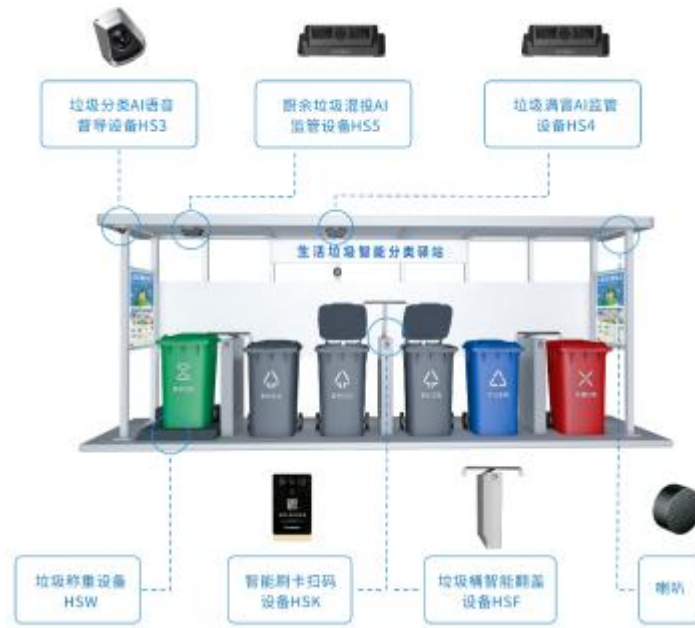 垃圾分类AI语音
督导设备HS3
厨余垃圾混投AI
监管设备HS5
垃圾满冒AI监管
设备HS4
生活垃圾智能分类驿站
垃圾称重设备
HSW
智能刷卡扫码
设备HSK
垃圾桶智能翻盖
设备HSF
喇叭